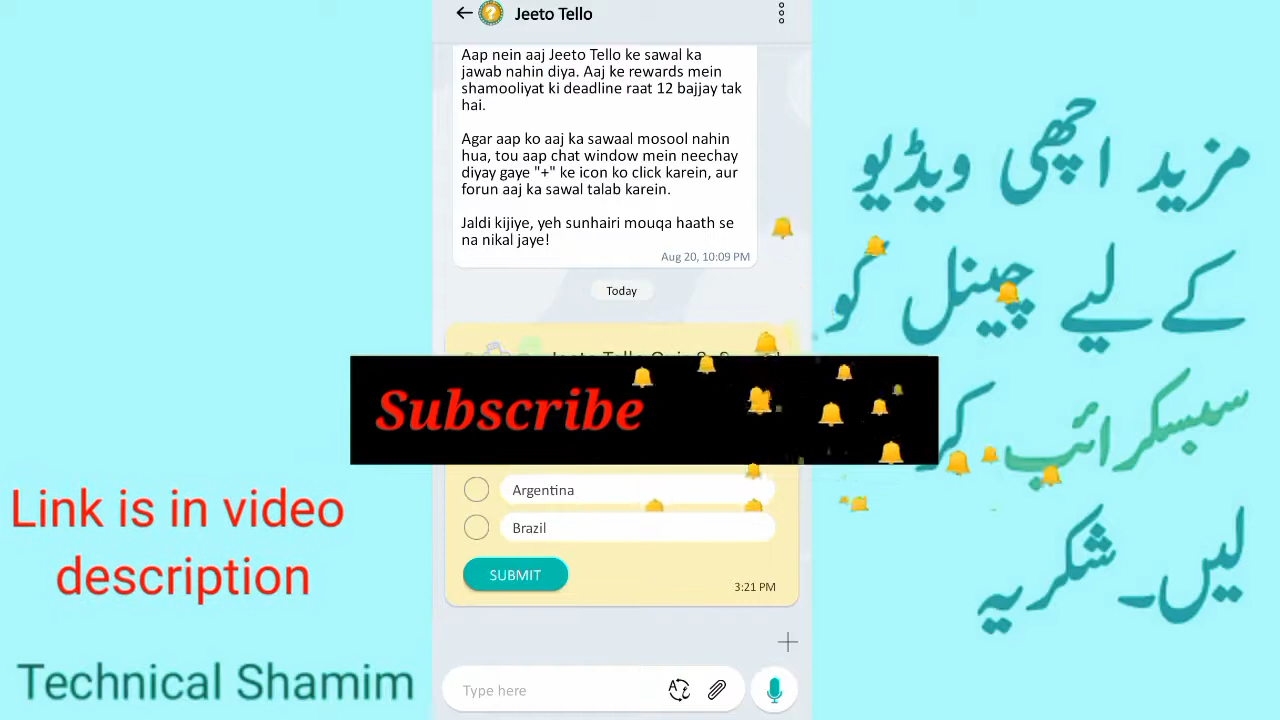 Jeeto Tello
Aap nein aaj Jeeto Tello ke sawal ka
jawab nahin diya. Aaj ke rewards mein
shamooliyat ki deadline raat 12 bajjay tak
hai.
Agar aap ko aaj ka sawaal mosool nahin
hua, tou aap chat window mein neechay
diyay gaye "+" ke icon ko click karein, aur
forun aaj ka sawal talab karein.
Jaldi kijiye, yeh sunhairi mouqa haath se
na nikal jaye!
Aug 20, 10:09 PM
Today
Jeeto Tello Quiz
Subscribe
Argentina
Brazil
SUBMIT
3:21 PM
Type here
Link is in video
description
Technical Shamim
مزید اچھی ویڈیو
کے لیے چینل کو
سبسکرائب کر
لیں۔ شکریہ